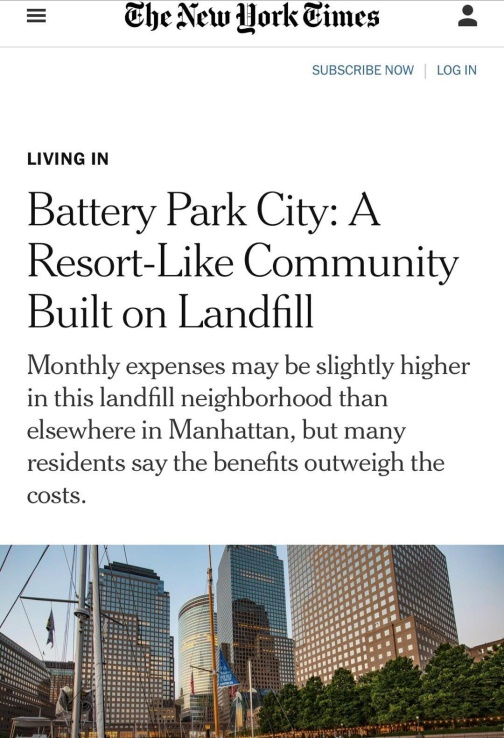 The New York Times
SUBSCRIBE NOW | LOG IN
LIVING IN
Battery Park City: A
Resort-Like Community
Built on Landfill
Monthly expenses may be slightly higher
in this landfill neighborhood than
elsewhere in Manhattan, but many
residents say the benefits outweigh the
costs.